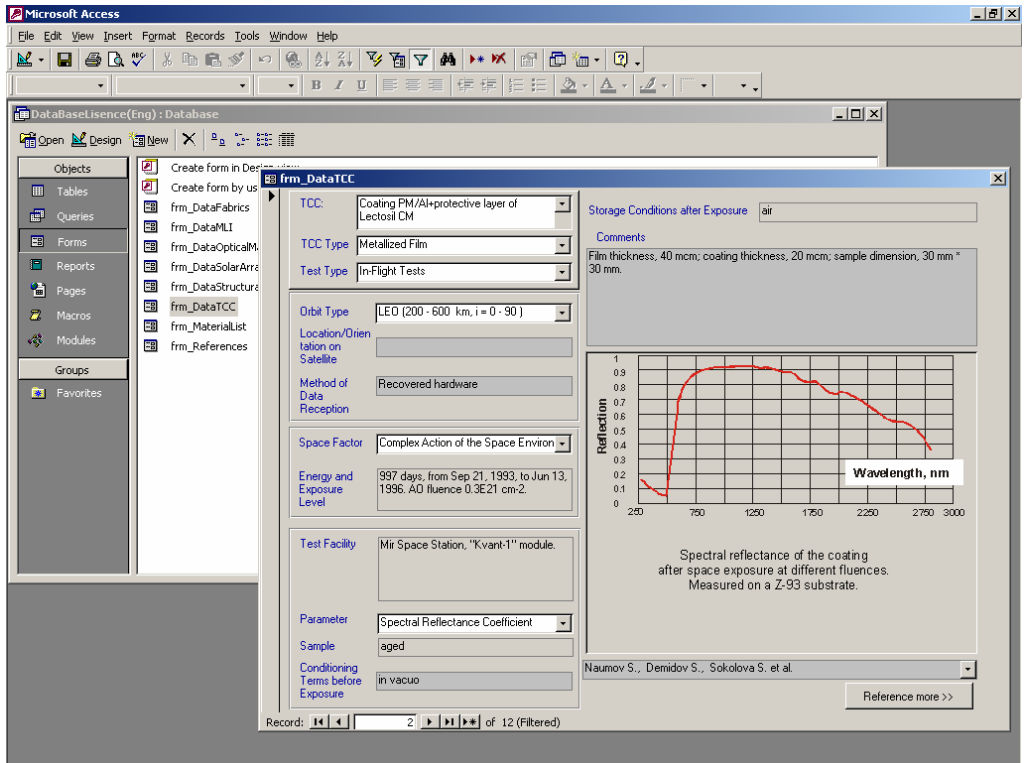 Microsoft Access
File Edit View Insert Format Records Tools Window Help
B I U
DataBaseLisence(Eng) : Database
Open Design New
Objects
Tables
Queries
Forms
Reports
Pages
Macros
Modules
Groups
Favorites
Create form in Design view
Create form by us
frm_DataFabrics
frm_DataMLI
frm_DataOpticalM
frm_DataSolarArra
frm_DataStructura
frm_DataTCC
frm_MaterialList
frm_References
frm_DataTCC
TCC:
Coating PM/Al+protective layer of
Lectosil CM
TCC Type
Metallized Film
Test Type
In-Flight Tests
Orbit Type
LEO (200 - 600 km, i = 0 - 90 )
Location/Orien
tation on
Satellite
Method of
Data
Reception
Recovered hardware
Space Factor
Complex Action of the Space Environ
Energy and
Exposure
Level
997 days, from Sep 21, 1993, to Jun 13,
1996. AO fluence 0.3E21 cm-2.
Test Facility
Mir Space Station, "Kvant-1" module.
Parameter
Spectral Reflectance Coefficient
Sample
aged
Conditioning
Terms before
Exposure
in vacuo
Storage Conditions after Exposure
air
Comments
Film thickness, 40 mcm; coating thickness, 20 mcm; sample dimension, 30 mm *
30 mm.
Reflection
1
0.9
0.8
0.7
0.6
0.5
0.4
0.3
0.2
0.1
0
250 750 1250 1750 2250 2750 3000
Wavelength, nm
Spectral reflectance of the coating
after space exposure at different fluences.
Measured on a Z-93 substrate.
Naumov S., Demidov S., Sokolova S. et al.
Reference more >>
Record: 2 of 12 (Filtered)